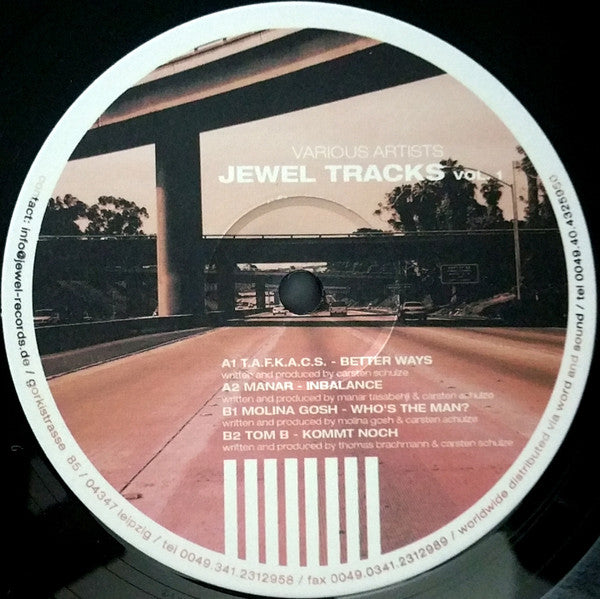 VARIOUS ARTISTS
JEWEL TRACKS VOL. 1
A1 T.A.F.K.A.C.S. - BETTER WAYS
written and produced by carsten schulze
A2 MANAR - INBALANCE
written and produced by manar tasabehji & carsten schulze
B1 MOLINA GOSH - WHO'S THE MAN?
written and produced by molina gosh & carsten schulze
B2 TOM B - KOMMT NOCH
written and produced by thomas brachmann & carsten schulze
contact: info@jewel-records.de / gorkistrasse 85 / 04347 leipzig / tel 0049.341.2312958 / fax 0049.0341.2312989 / worldwide distributed via word and sound / tel 0049.40.4325850